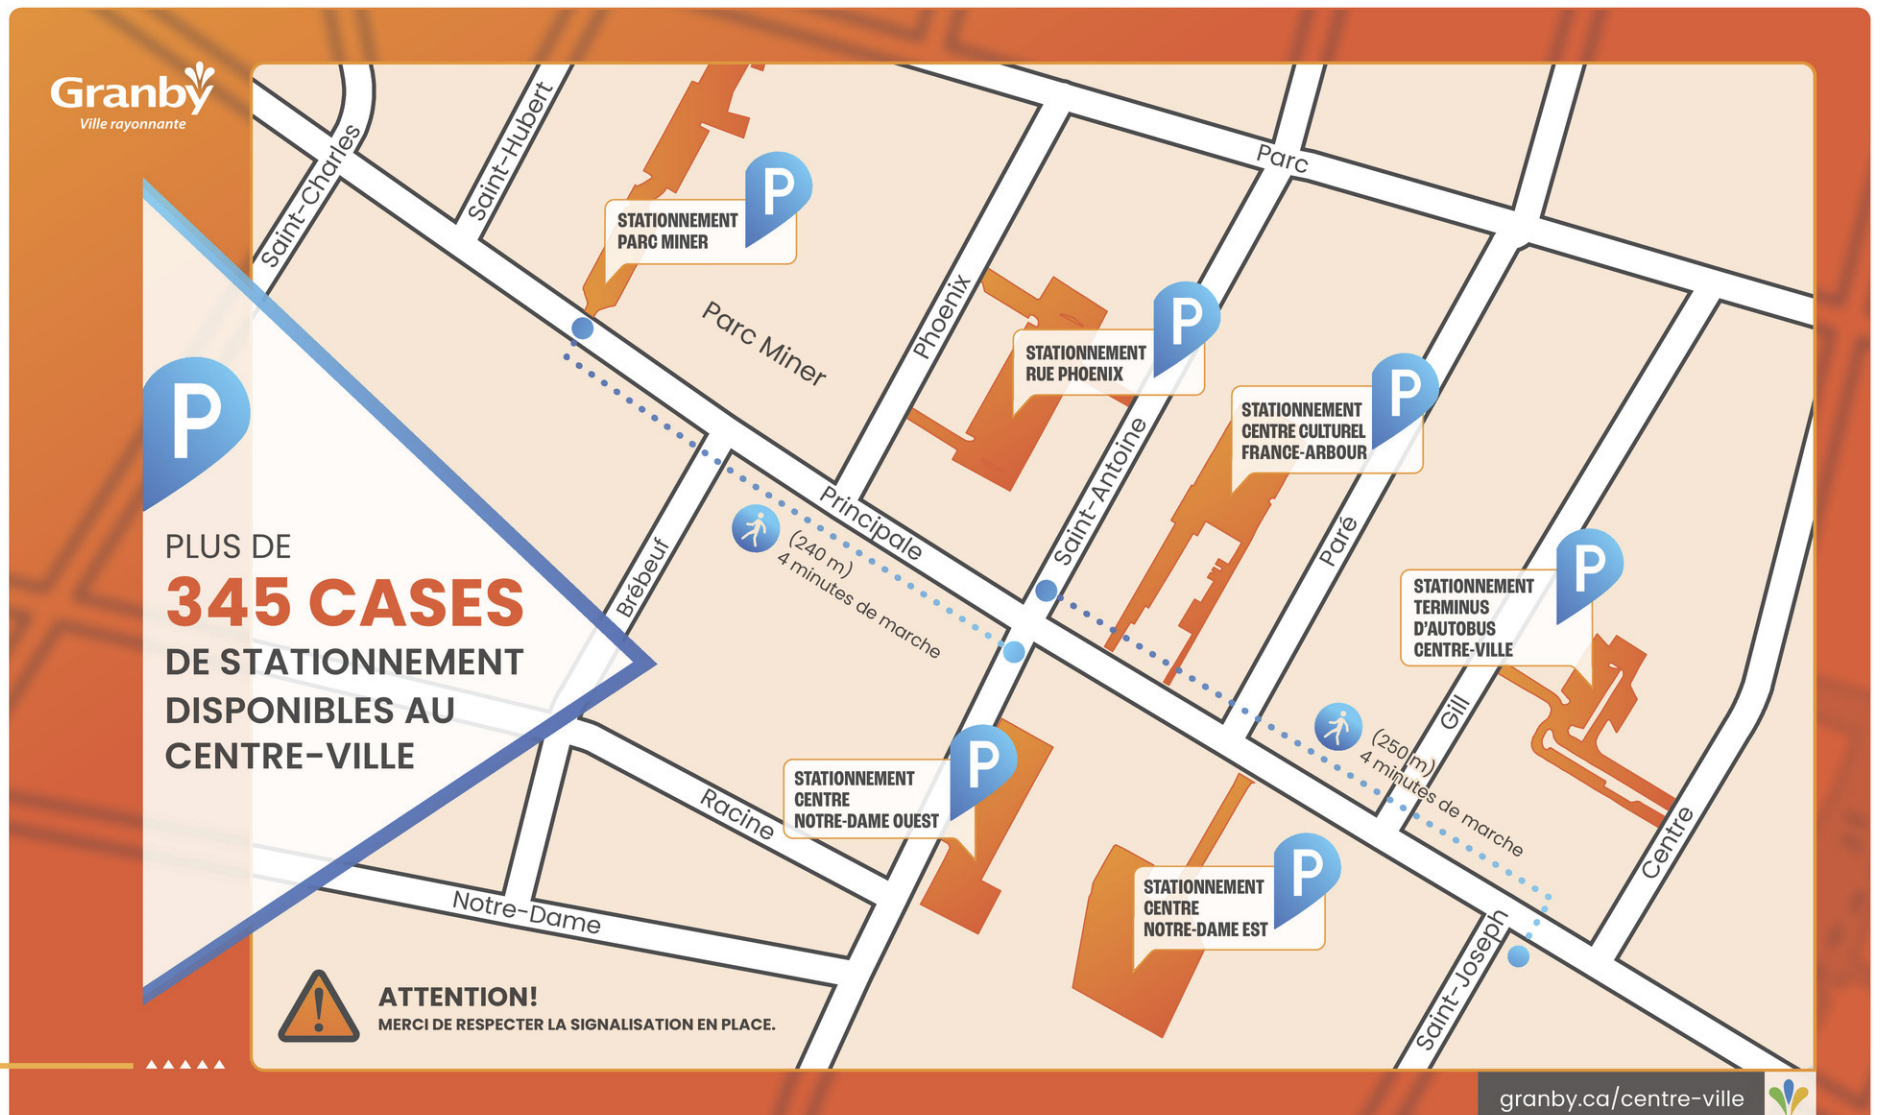 Granby
Ville rayonnante
P
PLUS DE
345 CASES
DE STATIONNEMENT
DISPONIBLES AU
CENTRE-VILLE
Saint-Charles
Saint-Hubert
STATIONNEMENT
PARC MINER
P
Parc Miner
Phoenix
Parc
STATIONNEMENT
RUE PHOENIX
P
STATIONNEMENT
CENTRE CULTUREL
FRANCE-ARBOUR
P
Principale
Saint-Antoine
Paré
Brébeuf
(240 m)
4 minutes de marche
STATIONNEMENT
TERMINUS
D'AUTOBUS
CENTRE-VILLE
P
Gill
(250 m)
4 minutes de marche
Centre
Racine
STATIONNEMENT
CENTRE
NOTRE-DAME OUEST
P
STATIONNEMENT
CENTRE
NOTRE-DAME EST
P
Notre-Dame
Saint-Joseph
ATTENTION!
MERCI DE RESPECTER LA SIGNALISATION EN PLACE.
granby.ca/centre-ville